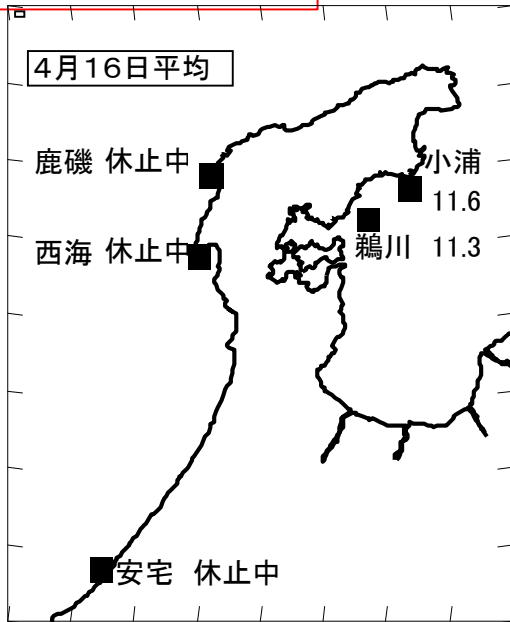 4月16日平均
鹿磯 休止中
小浦
11.6
西海 休止中
鵜川 11.3
安宅 休止中